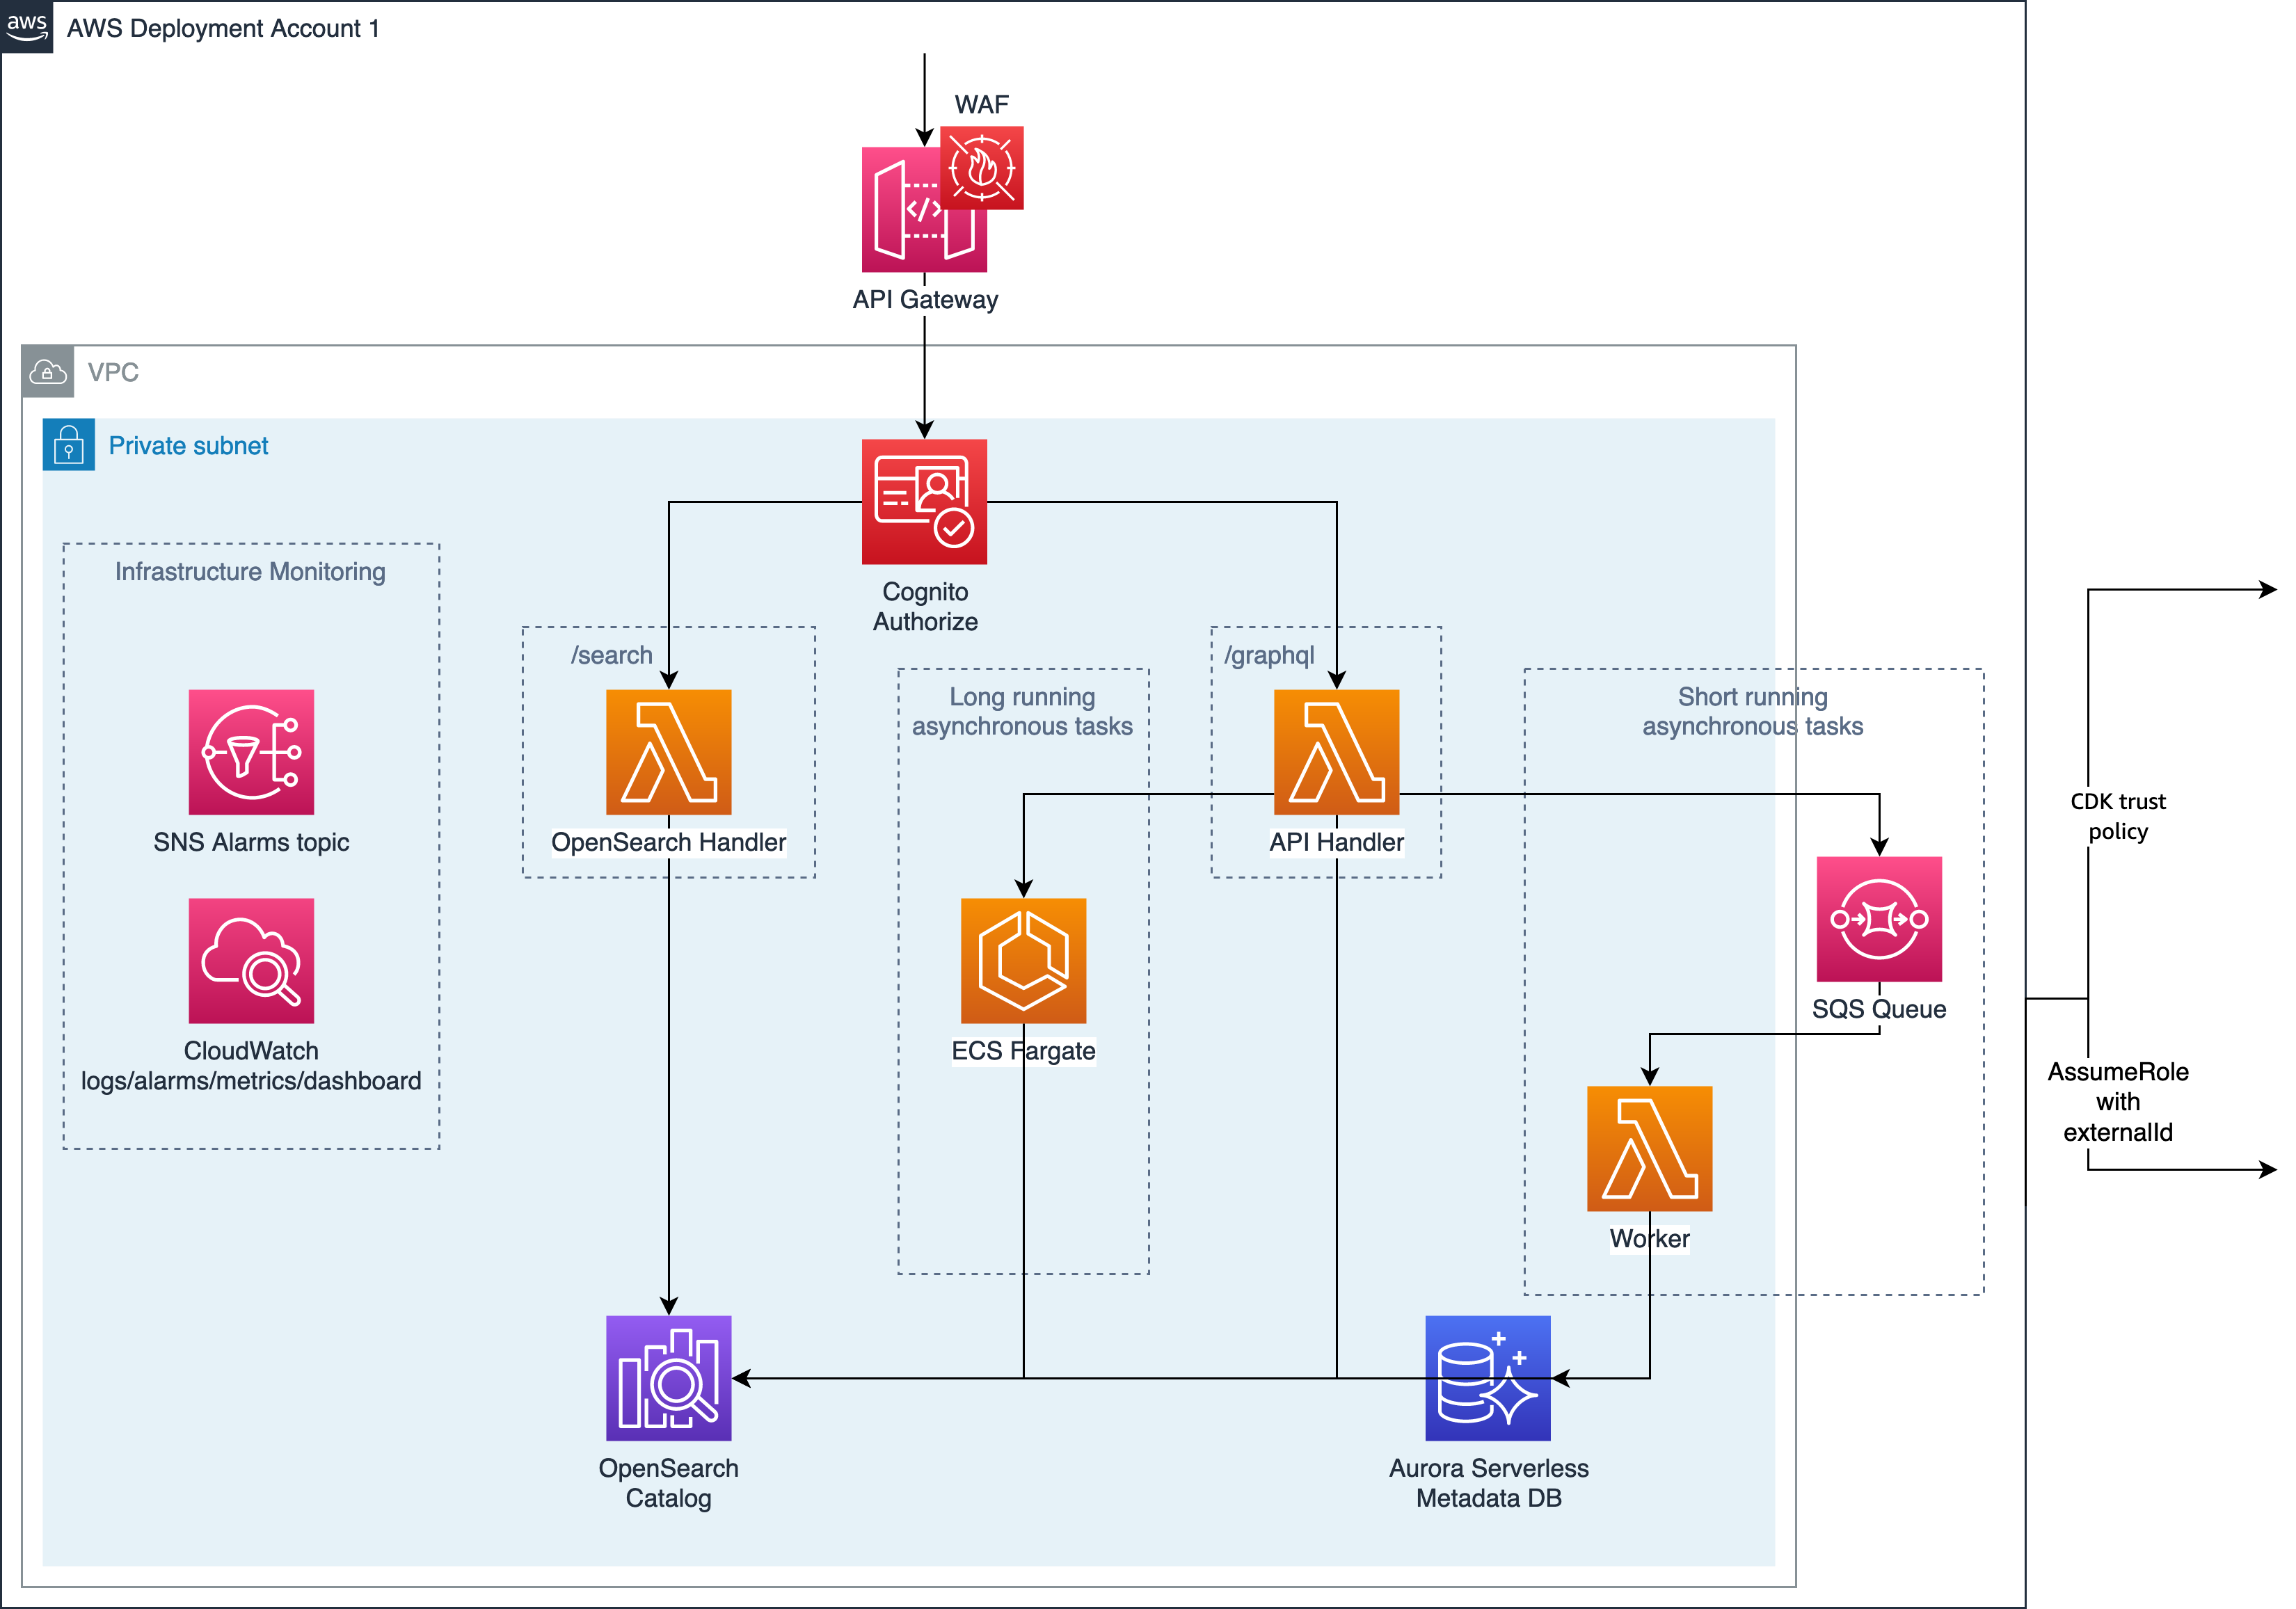 aws
AWS Deployment Account 1
WAF
API Gateway
VPC
Private subnet
Cognito
Authorize
Infrastructure Monitoring
/search
/graphql
Long running
asynchronous tasks
Short running
asynchronous tasks
SNS Alarms topic
OpenSearch Handler
API Handler
CDK trust
policy
SQS Queue
CloudWatch
logs/alarms/metrics/dashboard
ECS Fargate
AssumeRole
with
externalId
Worker
OpenSearch
Catalog
Aurora Serverless
Metadata DB